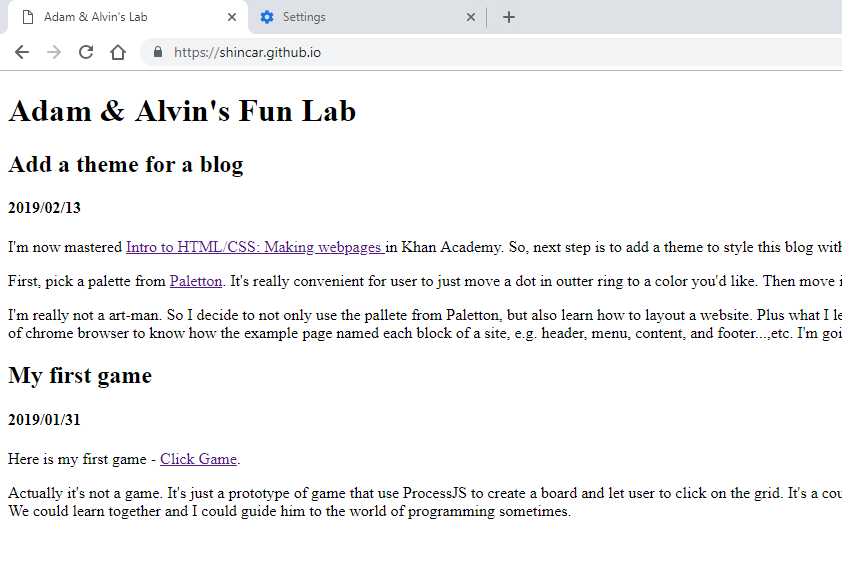 Adam & Alvin's Lab
Settings
https://shincar.github.io
Adam & Alvin's Fun Lab
Add a theme for a blog
2019/02/13
I'm now mastered Intro to HTML/CSS: Making webpages in Khan Academy. So, next step is to add a theme to style this blog with
First, pick a palette from Paletton. It's really convenient for user to just move a dot in outter ring to a color you'd like. Then move
I'm really not a art-man. So I decide to not only use the pallete from Paletton, but also learn how to layout a website. Plus what I
of chrome browser to know how the example page named each block of a site, e.g. header, menu, content, and footer...,etc. I'm
My first game
2019/01/31
Here is my first game - Click Game.
Actually it's not a game. It's just a prototype of game that use ProcessJS to create a board and let user to click on the grid. It's a
We could learn together and I could guide him to the world of programming sometimes.